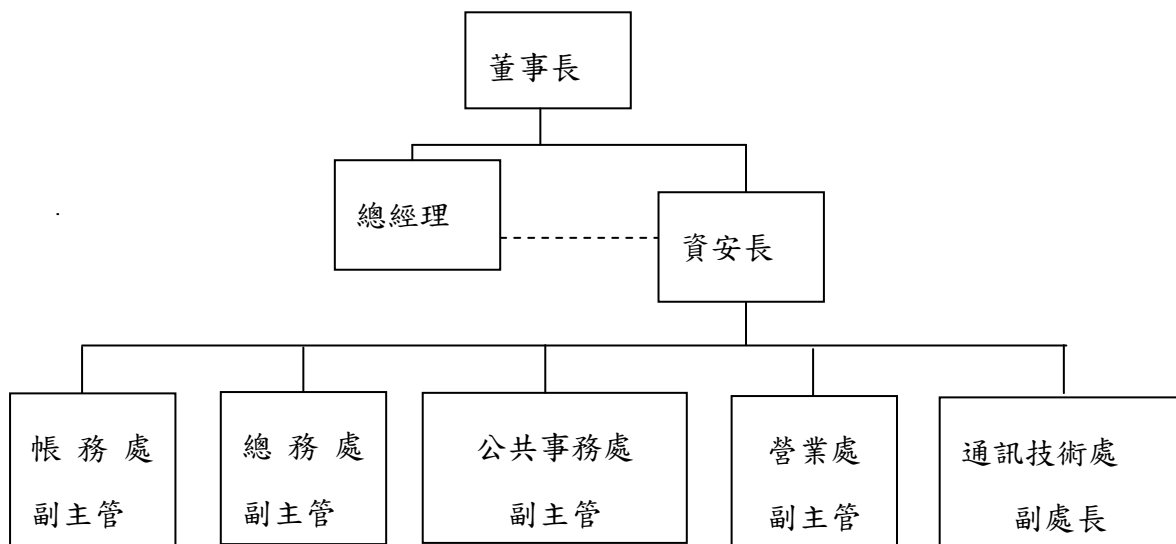 董事長
總經理
資安長
帳 務 處
副主管
總 務 處
副主管
公共事務處
副主管
營業處
副主管
通訊技術處
副處長